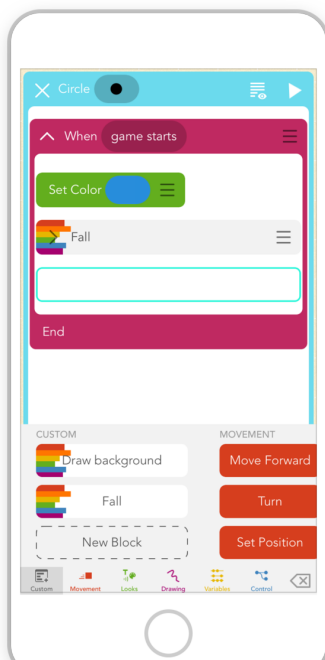 Circle
When game starts
Set Color
Fall
End
CUSTOM MOVEMENT
Draw background Move Forward
Fall Turn
New Block Set Position
Custom Movement Looks Drawing Variables Control